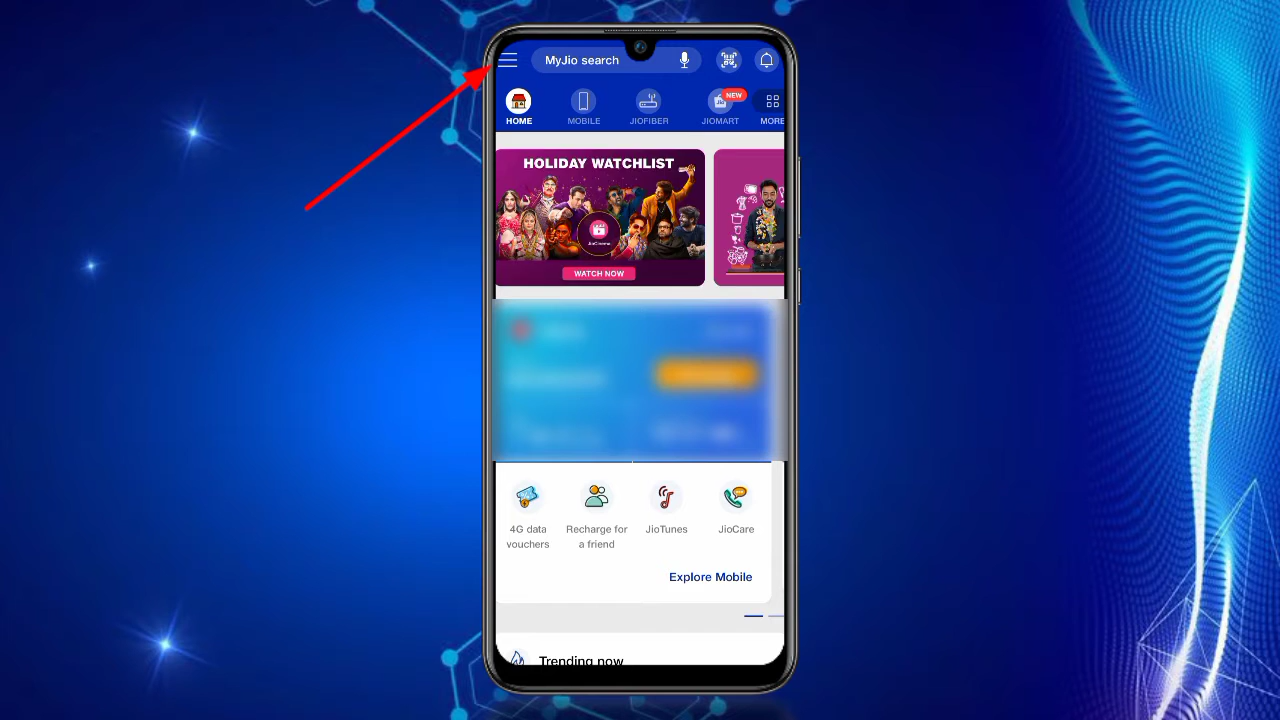 MyJio search
NEW
HOME
MOBILE
JIOFIBER
JIOMART
MORE
HOLIDAY WATCHLIST
JioCinema
WATCH NOW
4G data
vouchers
Recharge for
a friend
JioTunes
JioCare
Explore Mobile
Trending now